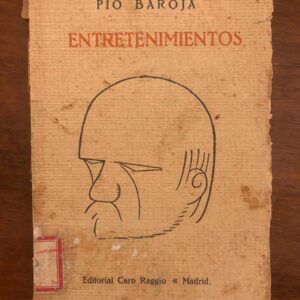 PIO BAROJA
ENTRETENIMIENTOS
Editorial Caro Raggio * Madrid.